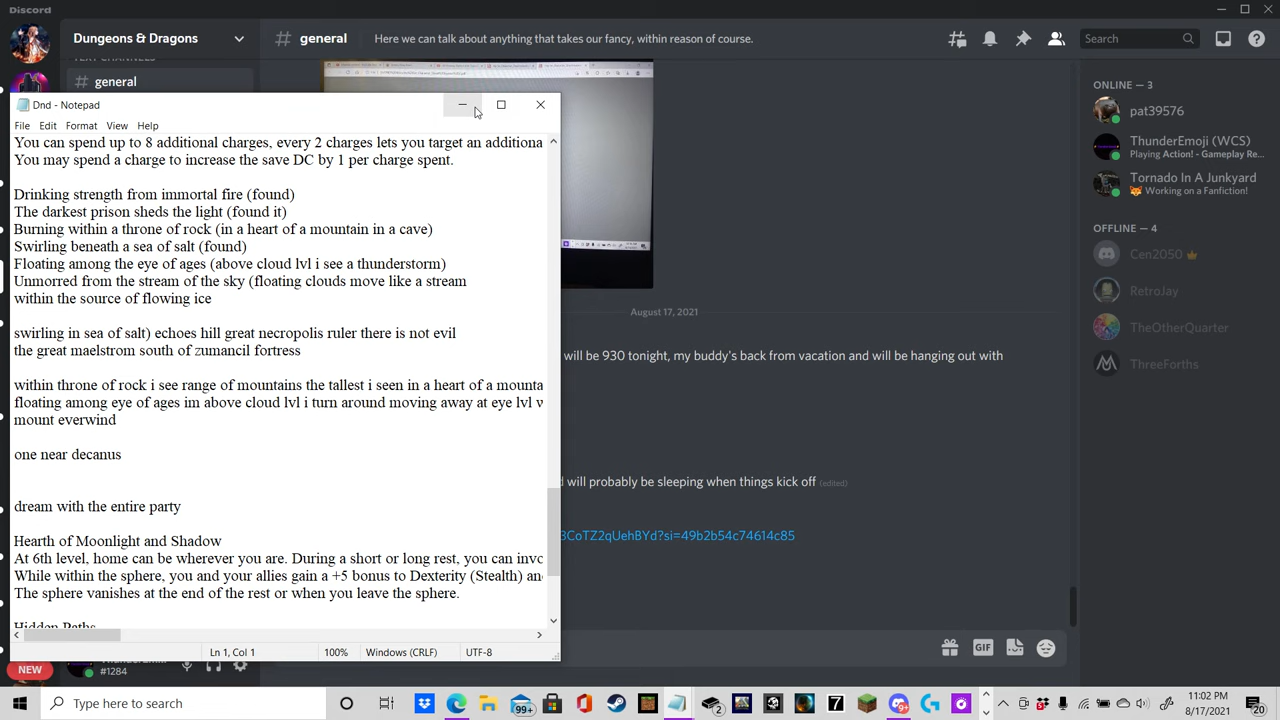 Discord
Dungeons & Dragons
general
Here we can talk about anything that takes our fancy, within reason of course.
Search
general
Dnd - Notepad
File Edit Format View Help
You can spend up to 8 additional charges, every 2 charges lets you target an additiona
You may spend a charge to increase the save DC by 1 per charge spent.
Drinking strength from immortal fire (found)
The darkest prison sheds the light (found it)
Burning within a throne of rock (in a heart of a mountain in a cave)
Swirling beneath a sea of salt (found)
Floating among the eye of ages (above cloud lvl i see a thunderstorm)
Unmorred from the stream of the sky (floating clouds move like a stream
within the source of flowing ice
swirling in sea of salt) echoes hill great necropolis ruler there is not evil
the great maelstrom south of zumancil fortress
within throne of rock i see range of mountains the tallest i seen in a heart of a mounta
floating among eye of ages im above cloud lvl i turn around moving away at eye lvl v
mount everwind
one near decanus
dream with the entire party
Hearth of Moonlight and Shadow
At 6th level, home can be wherever you are. During a short or long rest, you can invo
While within the sphere, you and your allies gain a +5 bonus to Dexterity (Stealth) an
The sphere vanishes at the end of the rest or when you leave the sphere.
Hidden Paths
Ln 1, Col 1 100% Windows (CRLF) UTF-8
August 17, 2021
will be 930 tonight, my buddy's back from vacation and will be hanging out with
d will probably be sleeping when things kick off (edited)
3CoTZ2qUehBYd?si=49b2b54c74614c85
GIF
ONLINE — 3
pat39576
ThunderEmoji (WCS)
Playing Action! - Gameplay Re...
Tornado In A Junkyard
Working on a Fanfiction!
OFFLINE — 4
Cen2050
RetroJay
TheOtherQuarter
ThreeForths
NEW
#1284
Type here to search
99+
2
7
11:02 PM
8/17/2021
20